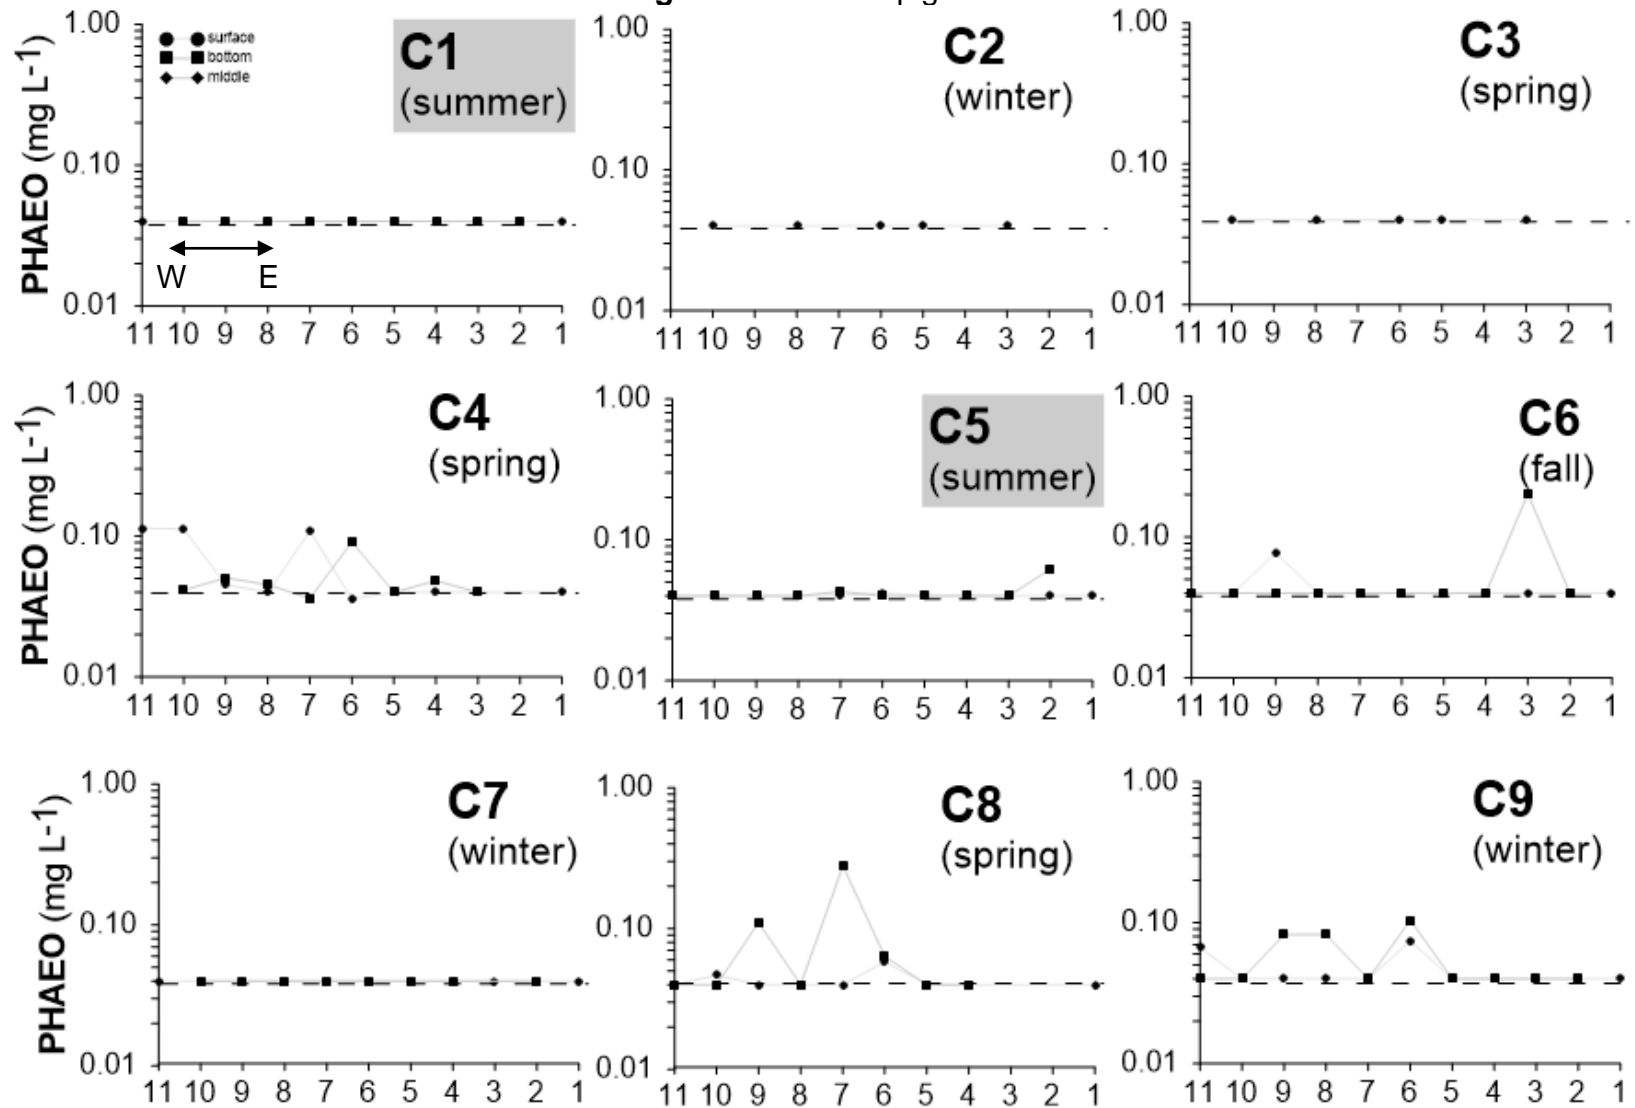 PHAEO (mg L-1)
1.00
0.10
0.01
surface
bottom
middle
C1
(summer)
W E
11 10 9 8 7 6 5 4 3 2 1
1.00
0.10
0.01
C2
(winter)
11 10 9 8 7 6 5 4 3 2 1
1.00
0.10
0.01
C3
(spring)
11 10 9 8 7 6 5 4 3 2 1
PHAEO (mg L-1)
1.00
0.10
0.01
C4
(spring)
11 10 9 8 7 6 5 4 3 2 1
1.00
0.10
0.01
C5
(summer)
11 10 9 8 7 6 5 4 3 2 1
1.00
0.10
0.01
C6
(fall)
11 10 9 8 7 6 5 4 3 2 1
PHAEO (mg L-1)
1.00
0.10
0.01
C7
(winter)
11 10 9 8 7 6 5 4 3 2 1
1.00
0.10
0.01
C8
(spring)
11 10 9 8 7 6 5 4 3 2 1
1.00
0.10
0.01
C9
(winter)
11 10 9 8 7 6 5 4 3 2 1